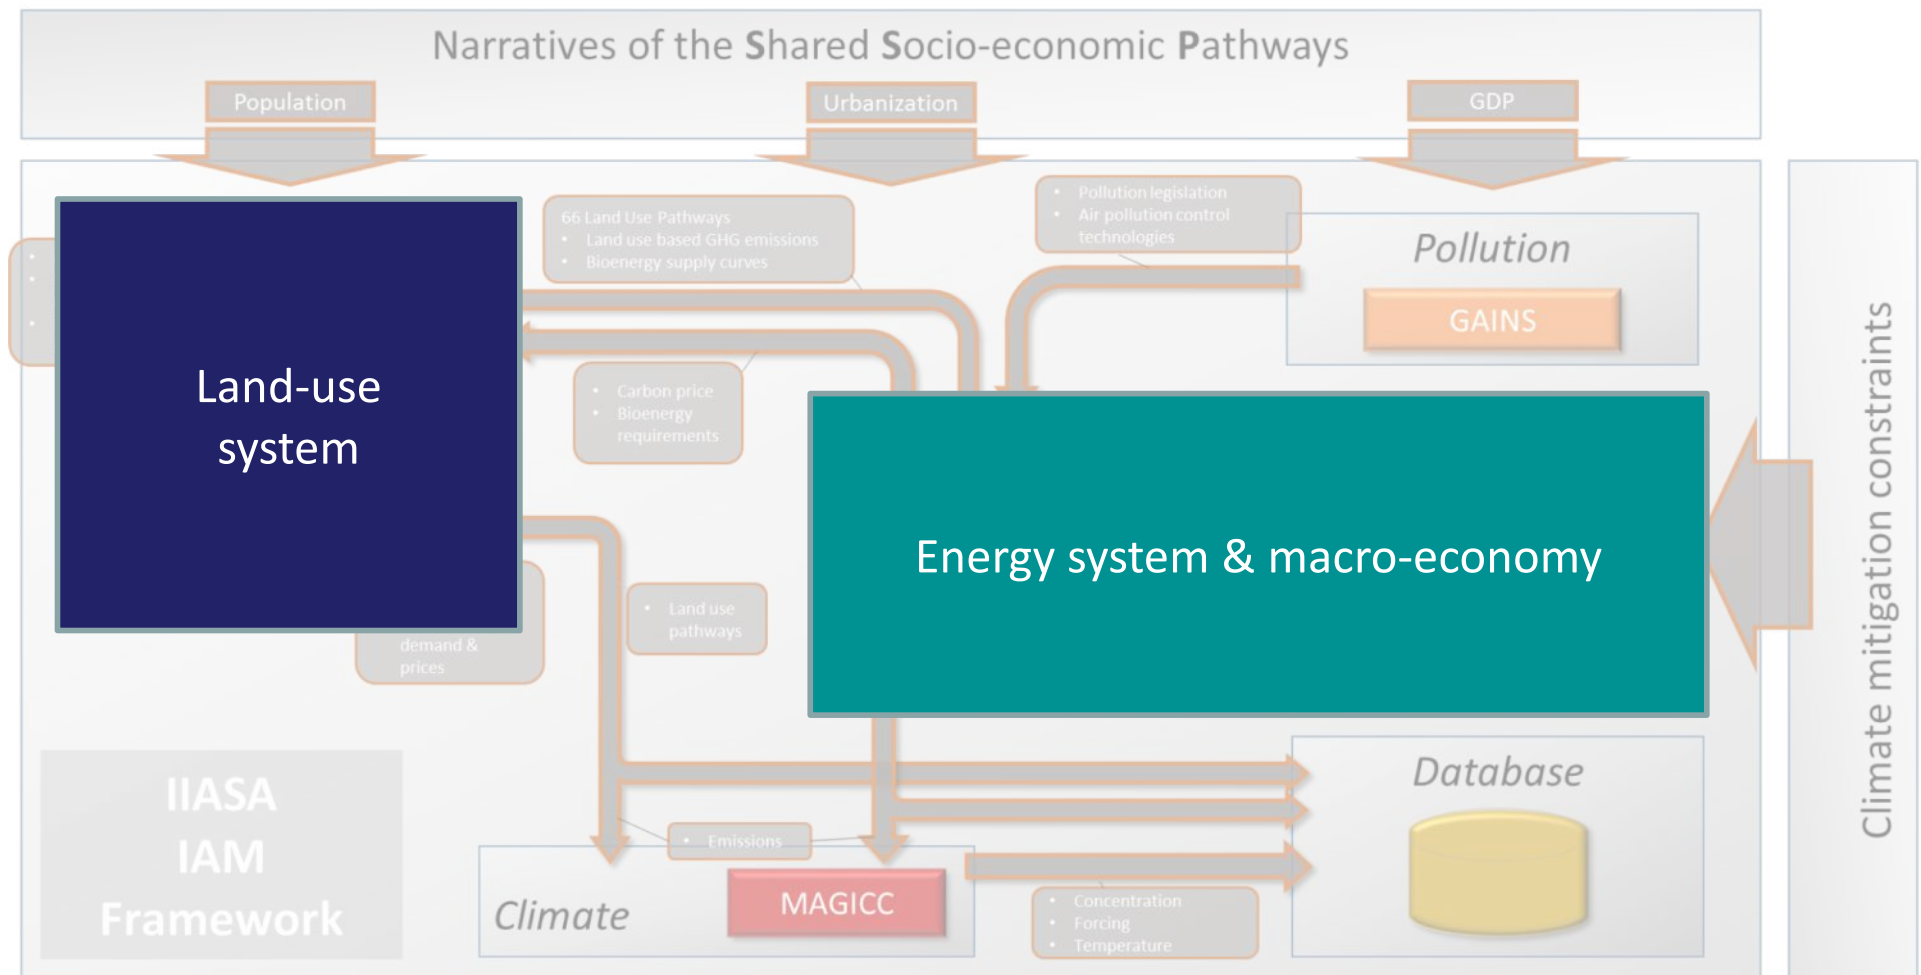 Narratives of the Shared Socio-economic Pathways
Population
Urbanization
GDP
66 Land Use Pathways
• Land use based GHG emissions
• Bioenergy supply curves
• Pollution legislation
• Air pollution control
technologies
Pollution
GAINS
Land-use
system
• Carbon price
• Bioenergy
requirements
Energy system & macro-economy
Climate mitigation constraints
• Land use
pathways
demand &
prices
IIASA
IAM
Framework
• Emissions
Climate
MAGICC
• Concentration
• Forcing
• Temperature
Database